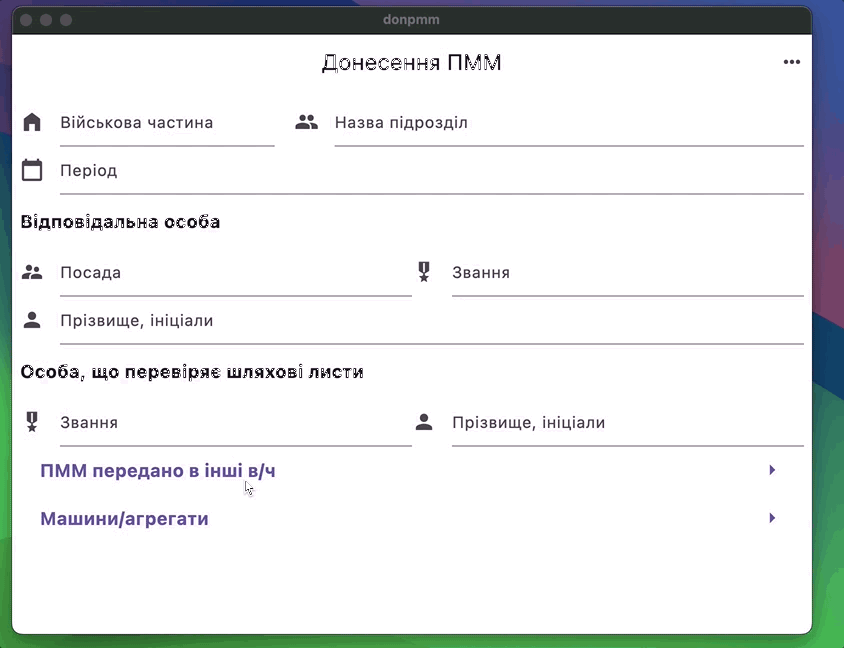 donpmm
Донесення ПММ
Військова частина Назва підрозділ
Період
Відповідальна особа
Посада Звання
Прізвище, ініціали
Особа, що перевіряє шляхові листи
Звання Прізвище, ініціали
ПММ передано в інші в/ч
Машини/агрегати